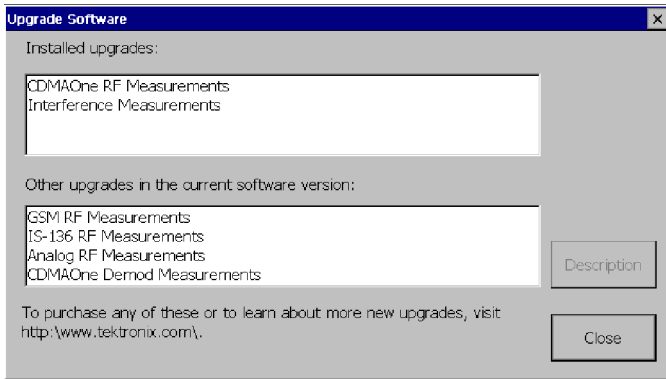 Upgrade Software
Installed upgrades:
CDMAOne RF Measurements
Interference Measurements
Other upgrades in the current software version:
GSM RF Measurements
IS-136 RF Measurements
Analog RF Measurements
CDMAOne Demod Measurements
Description
To purchase any of these or to learn about more new upgrades, visit
http:\www.tektronix.com\.
Close